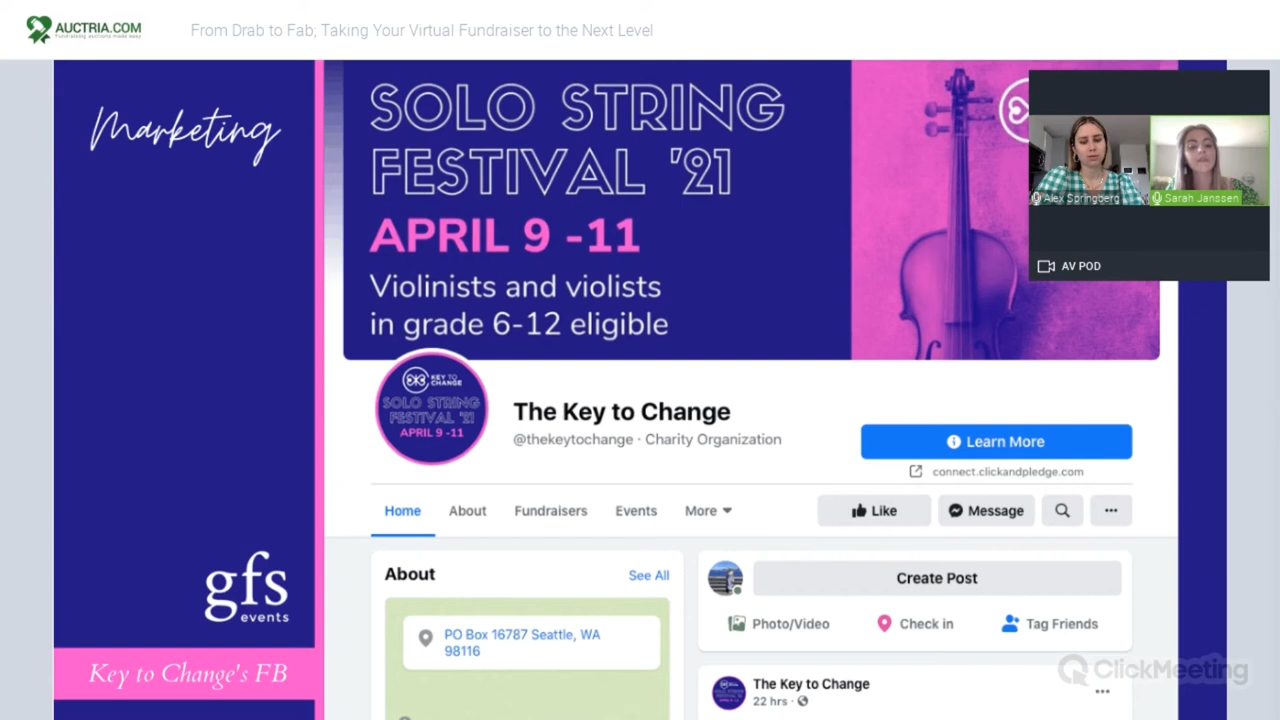 AUCTRIA.COM
Fund-raising auctions made easy
From Drab to Fab; Taking Your Virtual Fundraiser to the Next Level
Marketing
SOLO STRING
FESTIVAL '21
APRIL 9 -11
Violinists and violists
in grade 6-12 eligible
Alex Springberg
Sarah Janssen
AV POD
KEY TO
CHANGE
SOLO STRING
FESTIVAL '21
APRIL 9 -11
The Key to Change
@thekeytochange · Charity Organization
Learn More
connect.clickandpledge.com
Home
About
Fundraisers
Events
More
Like
Message
About
See All
PO Box 16787 Seattle, WA
98116
Create Post
Photo/Video
Check in
Tag Friends
The Key to Change
22 hrs ·
gfs
events
Key to Change's FB
ClickMeeting